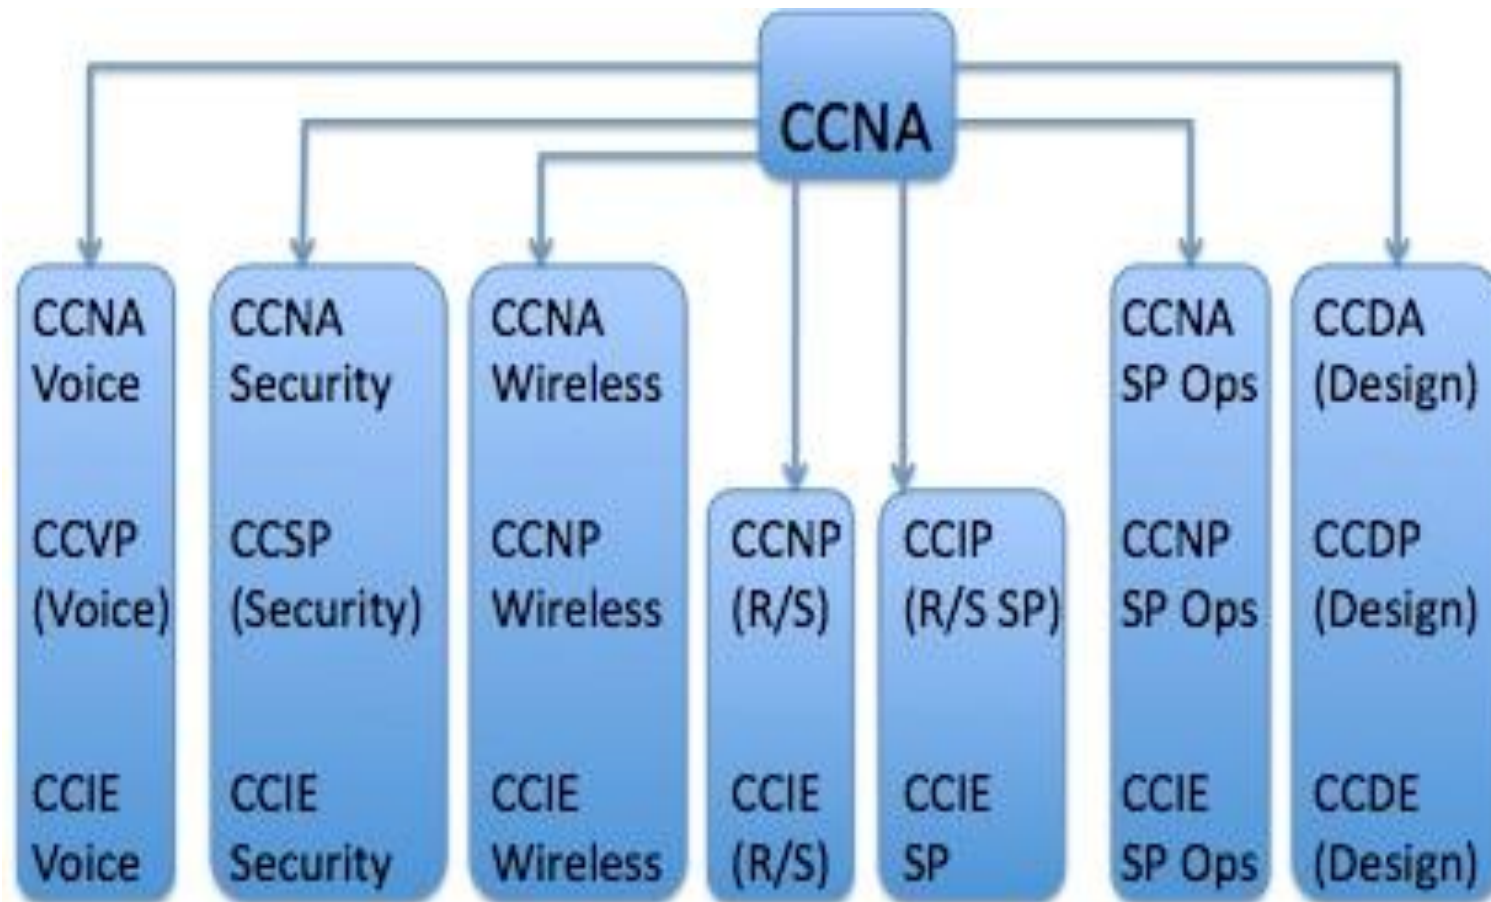 CCNA
CCNA
Voice
CCVP
(Voice)
CCIE
Voice
CCNA
Security
CCSP
(Security)
CCIE
Security
CCNA
Wireless
CCNP
Wireless
CCIE
Wireless
CCNP
(R/S)
CCIE
(R/S)
CCIP
(R/S SP)
CCIE
SP
CCNA
SP Ops
CCNP
SP Ops
CCIE
SP Ops
CCDA
(Design)
CCDP
(Design)
CCDE
(Design)